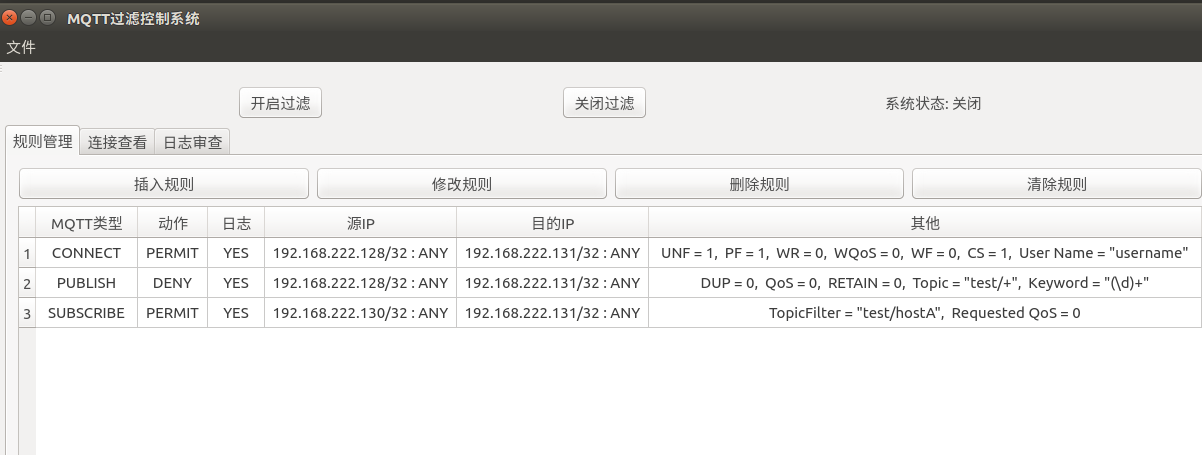 MQTT过滤控制系统
文件
开启过滤 关闭过滤 系统状态: 关闭
规则管理 连接查看 日志审查
插入规则 修改规则 删除规则 清除规则
MQTT类型 动作 日志 源IP 目的IP 其他
1 CONNECT PERMIT YES 192.168.222.128/32 : ANY 192.168.222.131/32 : ANY UNF = 1, PF = 1, WR = 0, WQoS = 0, WF = 0, CS = 1, User Name = "username"
2 PUBLISH DENY YES 192.168.222.128/32 : ANY 192.168.222.131/32 : ANY DUP = 0, QoS = 0, RETAIN = 0, Topic = "test/+", Keyword = "(\d)+"
3 SUBSCRIBE PERMIT YES 192.168.222.130/32 : ANY 192.168.222.131/32 : ANY TopicFilter = "test/hostA", Requested QoS = 0